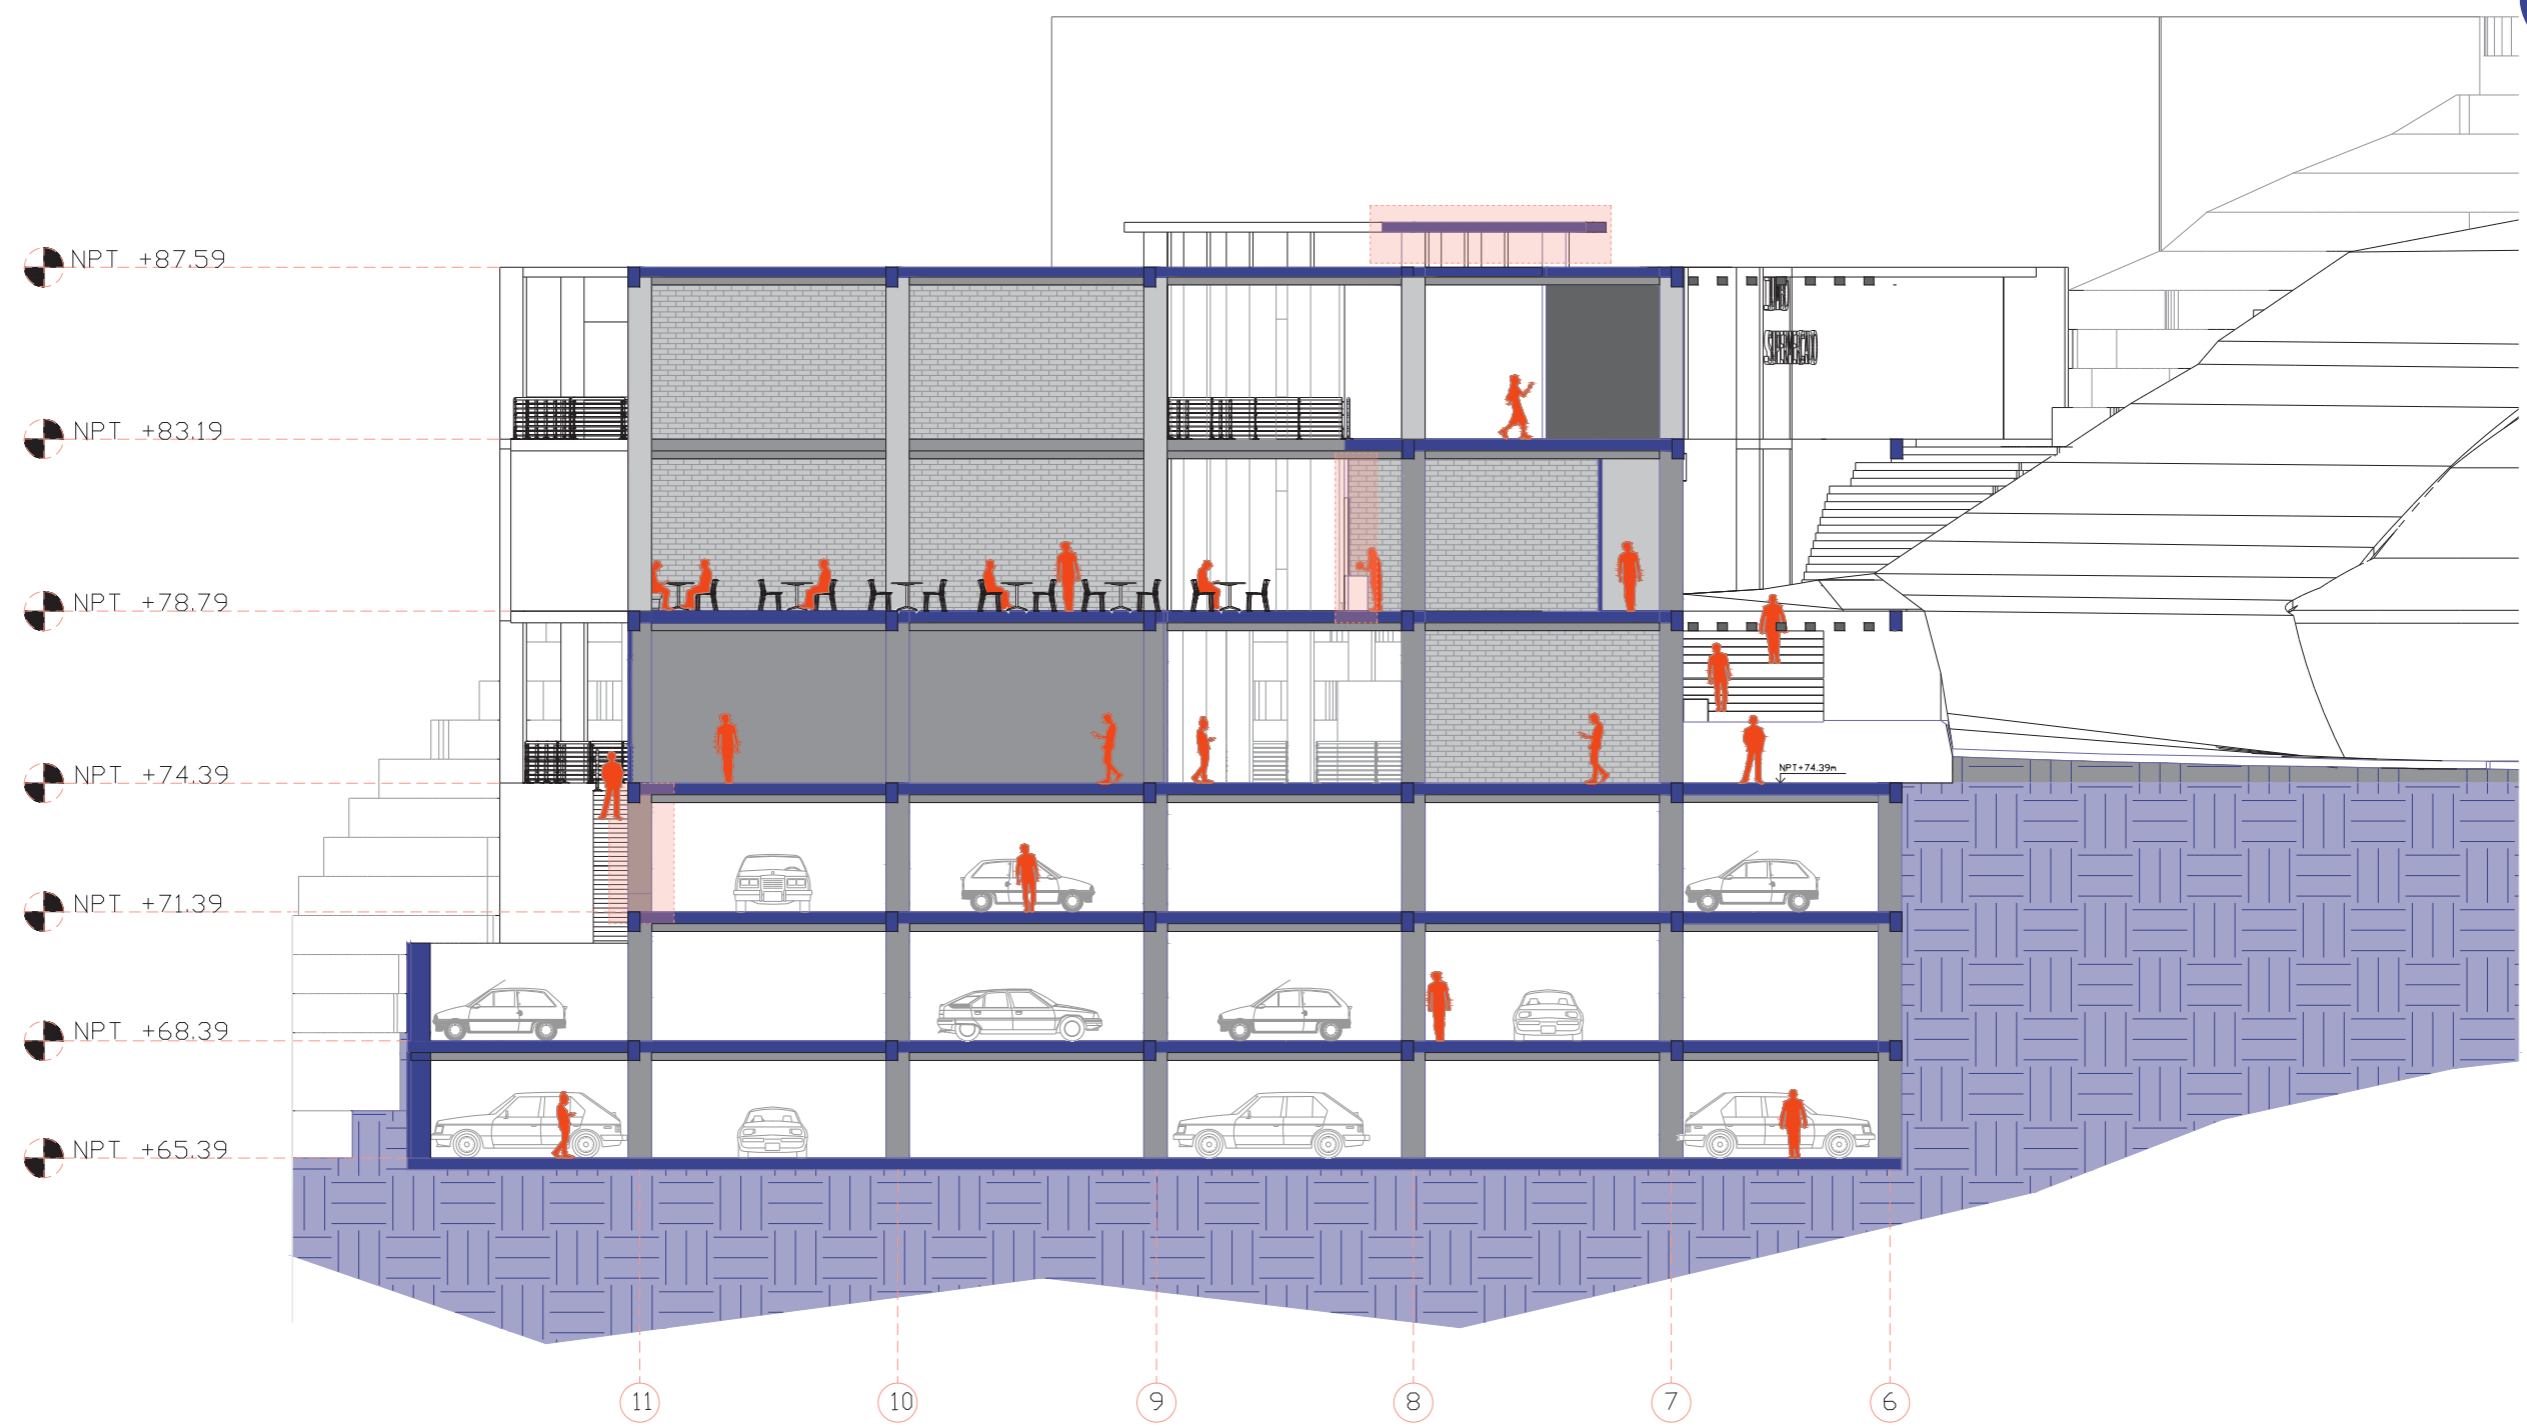 NPT +87.59
NPT +83.19
NPT +78.79
NPT +74.39
NPT+74.39m
NPT +71.39
NPT +68.39
NPT +65.39
11 10 9 8 7 6